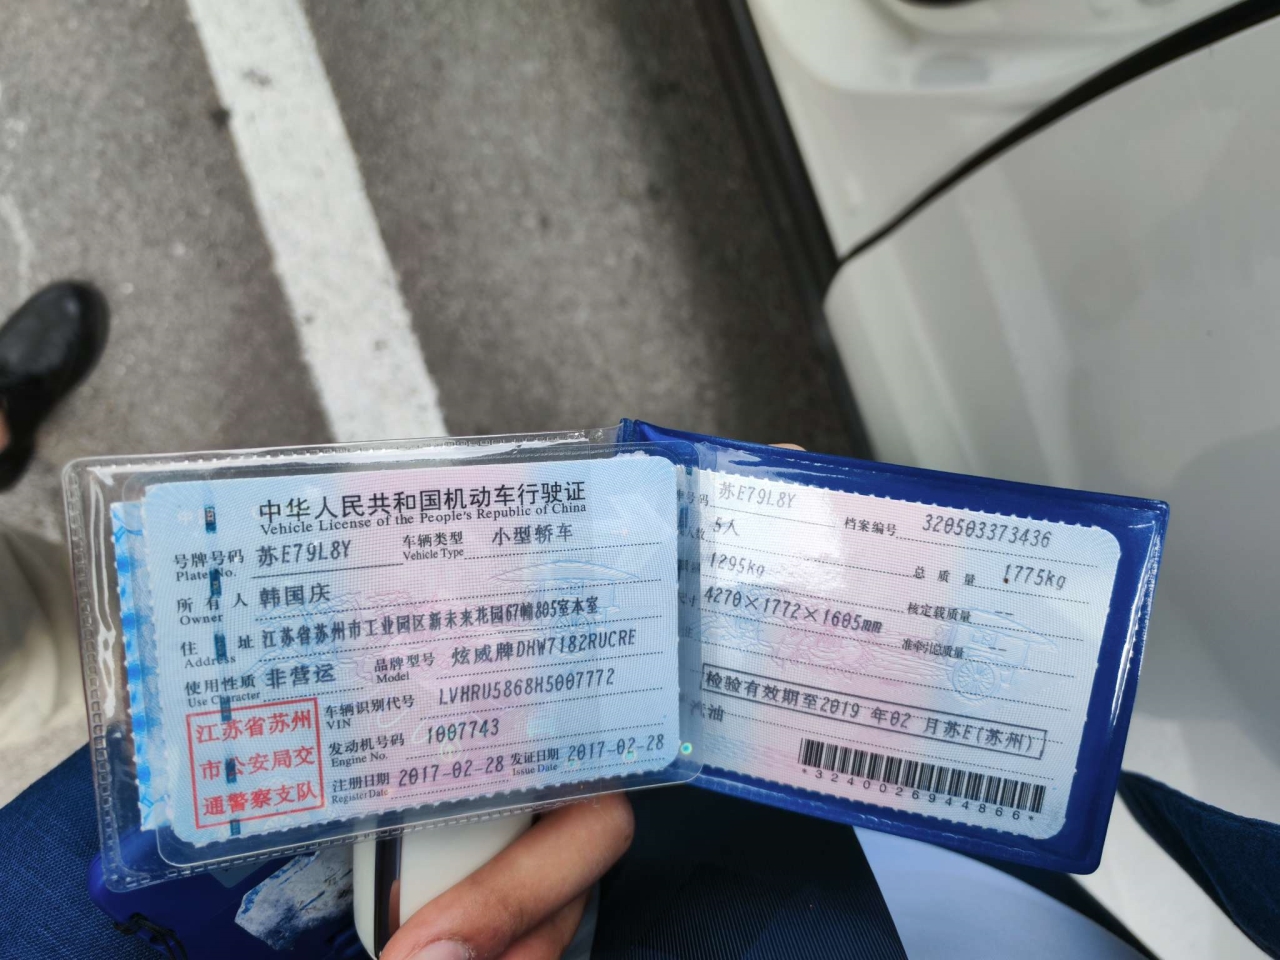 中华人民共和国机动车行驶证
Vehicle License of the People's Republic of China
号牌号码 苏E79L8Y 车辆类型 小型轿车
Plate No. Vehicle Type
所有人 韩国庆
Owner
住址 江苏省苏州市工业园区新未来花园67幢805室本室
Address
使用性质 非营运 品牌型号 炫威牌DHW7182RUCRE
Use Character Model
江苏省苏州
市公安局交
通警察支队
车辆识别代号 LVHRU5868H5007772
VIN
发动机号码 1007743
Engine No.
注册日期 2017-02-28 发证日期 2017-02-28
Register Date Issue Date
号码 苏E79L8Y 档案编号 320503373436
人数 5人 总质量 1775kg
1295kg 核定载质量 --
尺寸 4270×1772×1605mm 准牵引总质量 --
检验有效期至2019年02月苏E(苏州)
汽油
*3240026944866*